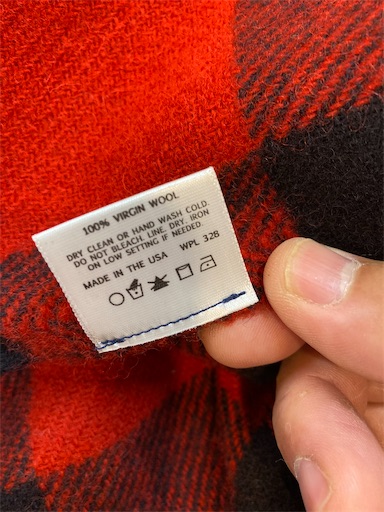 100% VIRGIN WOOL
DRY CLEAN OR HAND WASH COLD.
DO NOT BLEACH. LINE DRY. IRON
ON LOW SETTING IF NEEDED.
MADE IN THE USA WPL 328